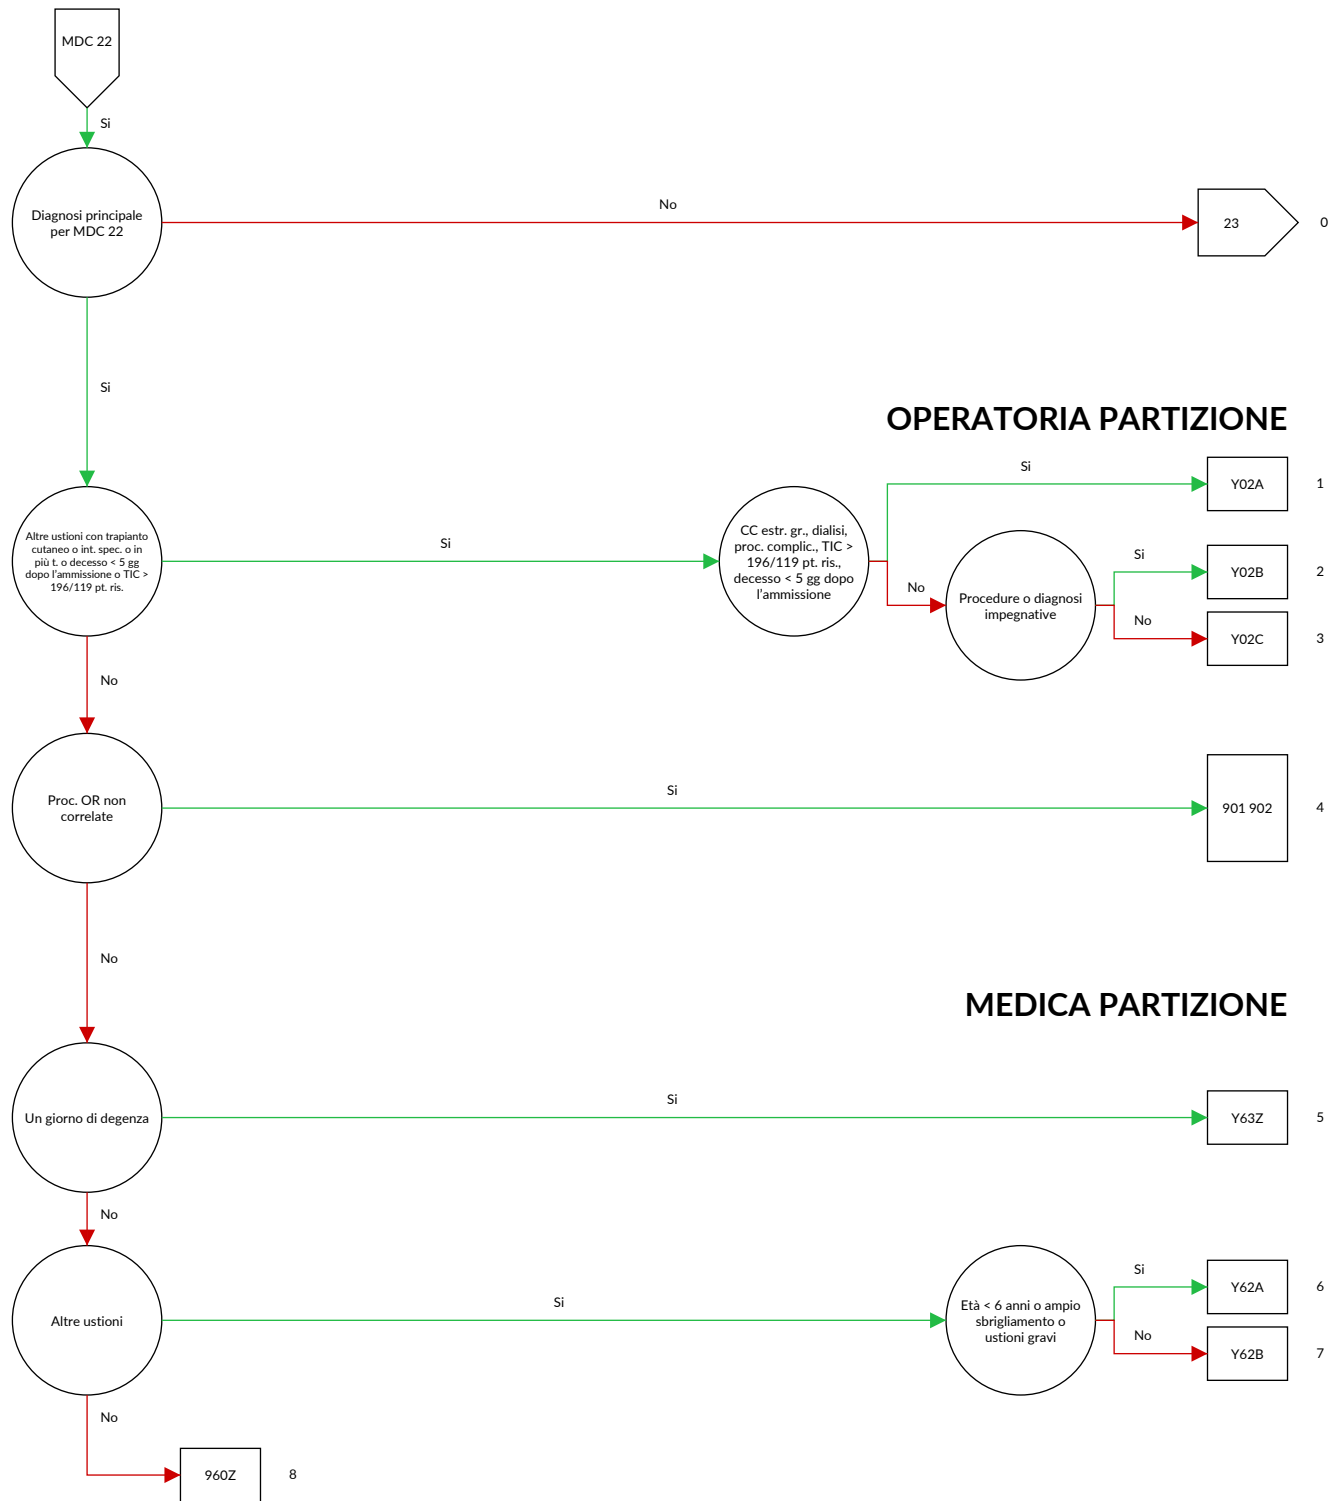 MDC 22
Si
Diagnosi principale
per MDC 22
No
23
0
Si
OPERATORIA PARTIZIONE
Altre ustioni con trapianto
cutaneo o int. spec. o in
più t. o decesso < 5 gg
dopo l'ammissione o TIC >
196/119 pt. ris.
Si
CC estr. gr., dialisi,
proc. complic., TIC >
196/119 pt. ris.,
decesso < 5 gg dopo
l'ammissione
Si
Y02A
1
No
Procedure o diagnosi
impegnative
Si
Y02B
2
No
Y02C
3
No
Proc. OR non
correlate
Si
901 902
4
No
MEDICA PARTIZIONE
Un giorno di degenza
Si
Y63Z
5
No
Altre ustioni
Si
Età < 6 anni o ampio
sbrigliamento o
ustioni gravi
Si
Y62A
6
No
Y62B
7
No
960Z
8